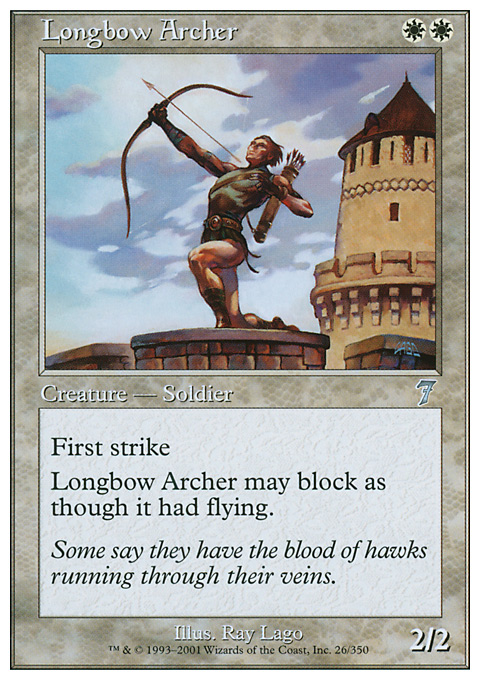 Longbow Archer
Creature — Soldier
First strike
Longbow Archer may block as
though it had flying.
Some say they have the blood of hawks
running through their veins.
Illus. Ray Lago
™ & © 1993–2001 Wizards of the Coast, Inc. 26/350
2/2